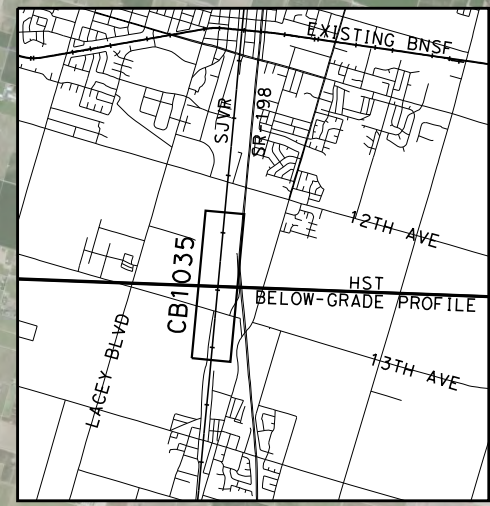 EXISTING BNSF
SJVR
SR-198
12TH AVE
CB1035
HST
BELOW-GRADE PROFILE
LACEY BLVD
13TH AVE